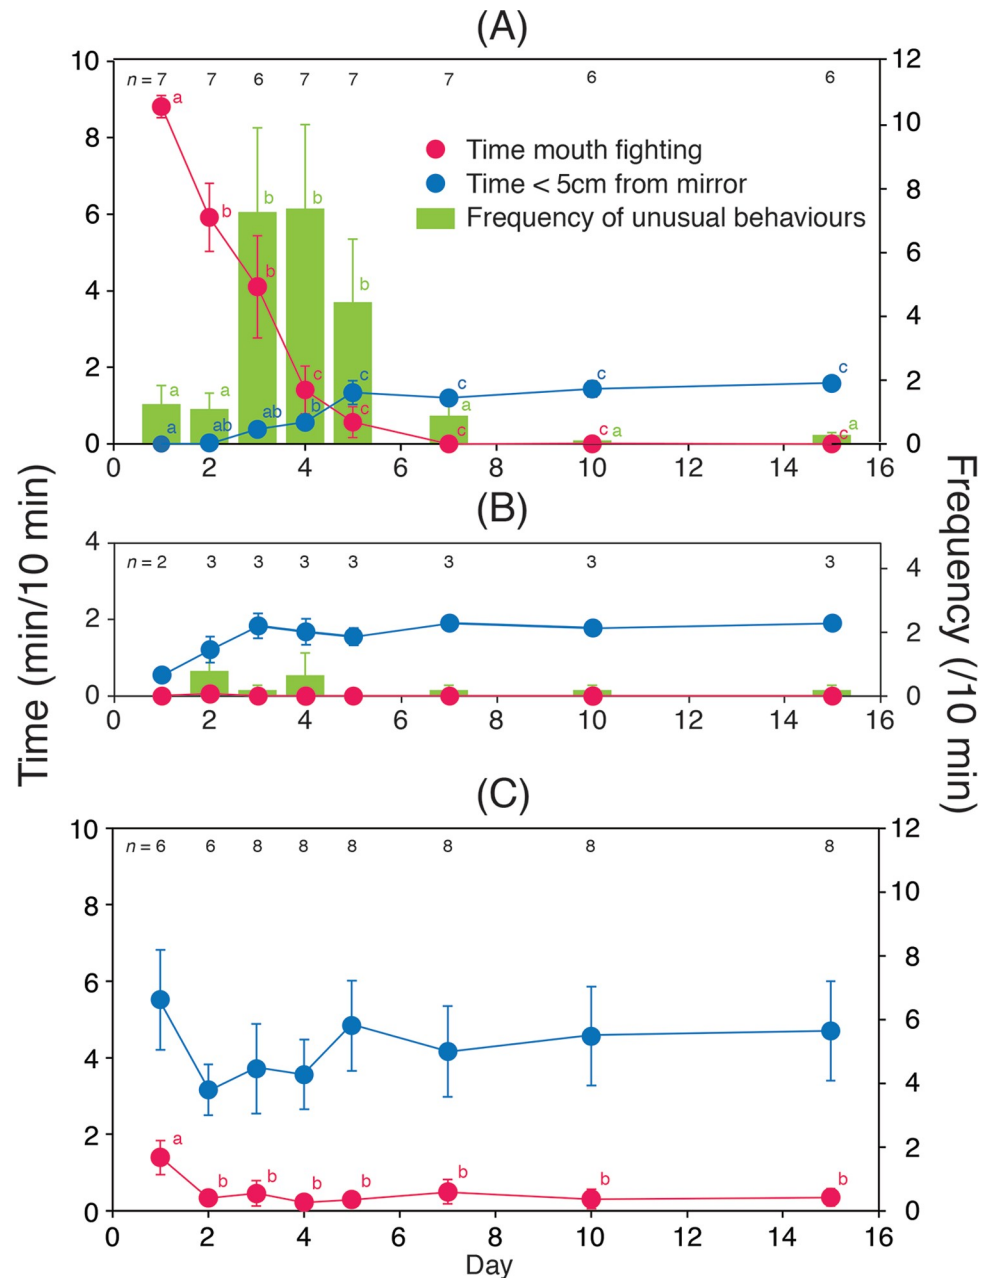 (A)
10 12
n = 7 7 6 7 7 7 6 6
a
10
8
Time mouth fighting
Time < 5cm from mirror
8
b b b
6
Frequency of unusual behaviours
6
b
b
4
4
c c c c
2 2
a a c
b c a
a ab ab c c a c a
0 0
0 2 4 6 8 10 12 14 16
(B)
4
n = 2 3 3 3 3 3 3 3
4
2 2
0 0
0 2 4 6 8 10 12 14 16
Time (min/10 min)
Frequency (/10 min)
(C)
10 12
n = 6 6 8 8 8 8 8 8
10
8
8
6
6
4
4
2 2
a
b b b b b b b
0 0
0 2 4 6 8 10 12 14 16
Day